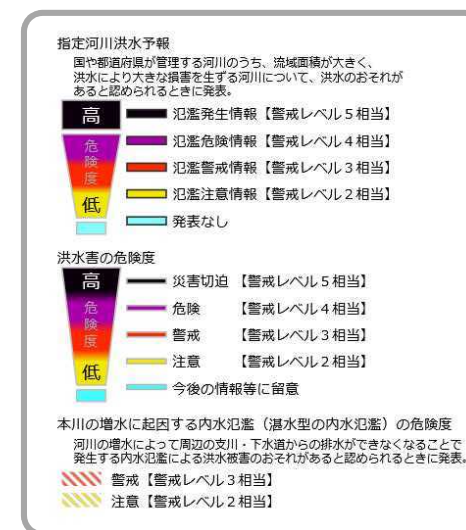 指定河川洪水予報
国や都道府県が管理する河川のうち、流域面積が大きく、
洪水により大きな損害を生ずる河川について、洪水のおそれが
あると認められるときに発表。
高
危険度
低
氾濫発生情報【警戒レベル5相当】
氾濫危険情報【警戒レベル4相当】
氾濫警戒情報【警戒レベル3相当】
氾濫注意情報【警戒レベル2相当】
発表なし
洪水害の危険度
高
危険度
低
災害切迫 【警戒レベル5相当】
危険 【警戒レベル4相当】
警戒 【警戒レベル3相当】
注意 【警戒レベル2相当】
今後の情報等に留意
本川の増水に起因する内水氾濫（湛水型の内水氾濫）の危険度
河川の増水によって周辺の支川・下水道からの排水ができなくなることで
発生する内水氾濫による洪水被害のおそれがあると認められるときに発表。
警戒【警戒レベル3相当】
注意【警戒レベル2相当】